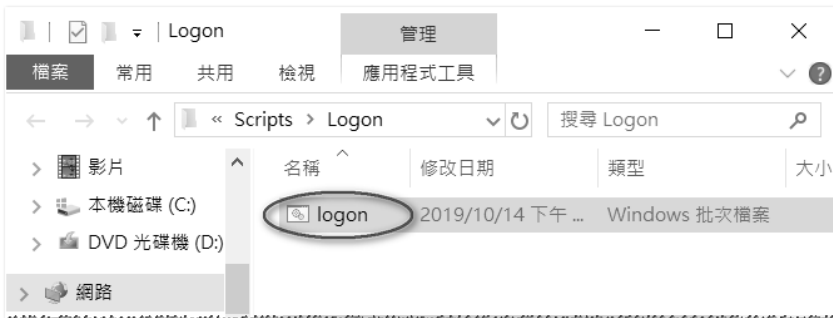 Logon
管理
檔案 常用 共用 檢視 應用程式工具
« Scripts > Logon 搜尋 Logon
影片
本機磁碟 (C:)
DVD 光碟機 (D:)
網路
名稱 修改日期 類型 大小
logon 2019/10/14 下午 ... Windows 批次檔案